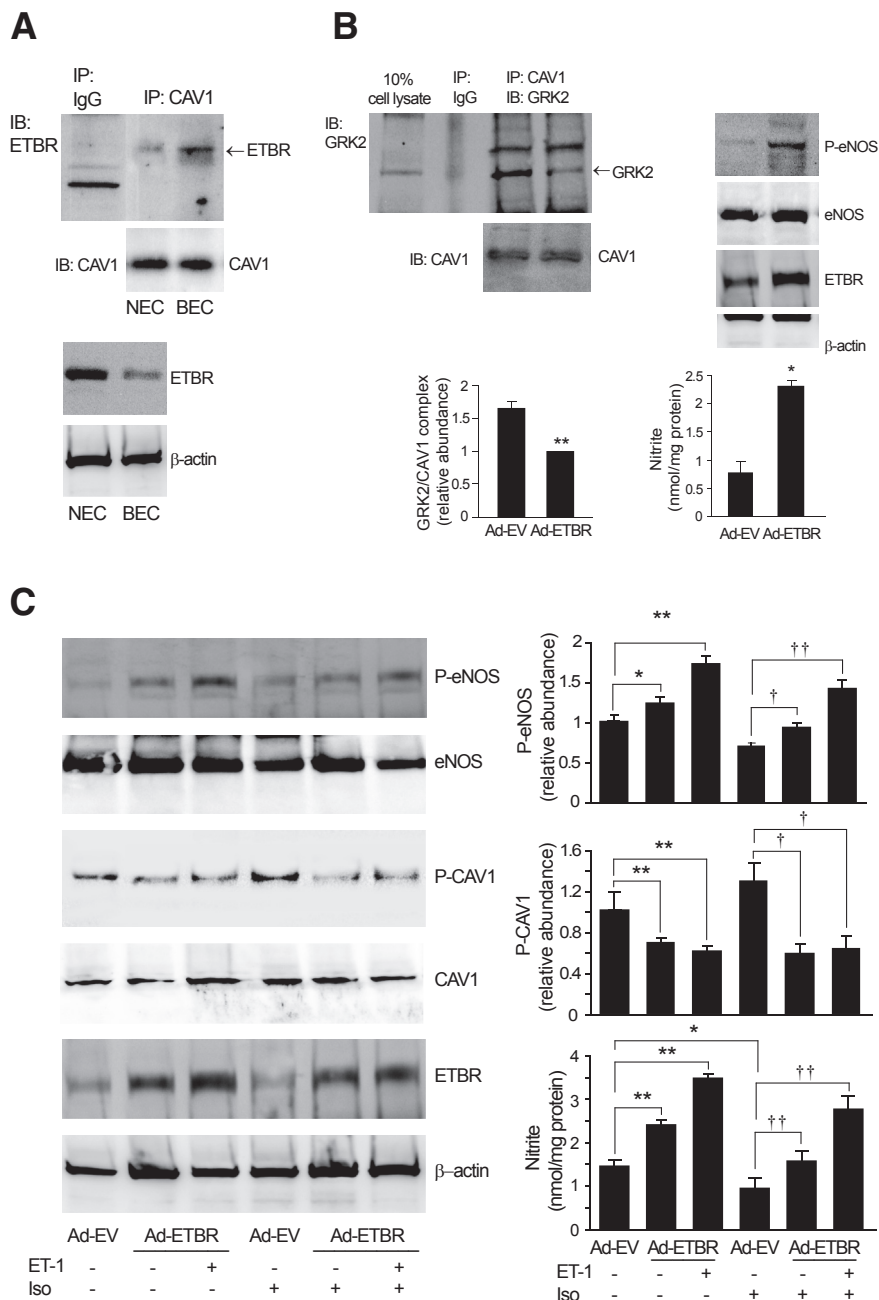 A
IP:
IgG
IP: CAV1
IB:
ETBR
←ETBR
IB: CAV1
CAV1
NEC BEC
ETBR
β-actin
NEC BEC
B
10%
cell lysate
IP:
IgG
IP: CAV1
IB: GRK2
IB:
GRK2
←GRK2
IB: CAV1
CAV1
P-eNOS
eNOS
ETBR
β-actin
GRK2/CAV1 complex
(relative abundance)
2
1.5
1
0.5
0
**
Ad-EV Ad-ETBR
Nitrite
(nmol/mg protein)
2.5
2
1.5
1
0.5
*
Ad-EV Ad-ETBR
C
P-eNOS
eNOS
P-CAV1
CAV1
ETBR
β–actin
Ad-EV Ad-ETBR Ad-EV Ad-ETBR
ET-1 - - + - - +
Iso - - - + + +
P-eNOS
(relative abundance)
2
1.5
1
0.5
0
**
*
††
†
P-CAV1
(relative abundance)
1.6
1.2
0.8
0.4
0
**
**
†
†
Nitrite
(nmol/mg protein)
4
3
2
1
0
*
**
**
††
††
Ad-EV Ad-ETBR Ad-EV Ad-ETBR
ET-1 - - + - - +
Iso - - - + + +